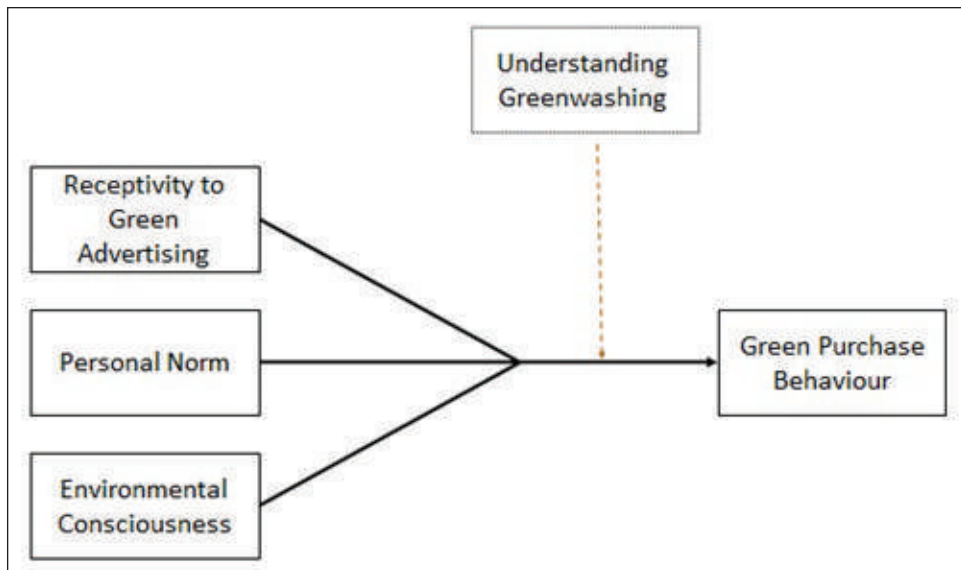 Understanding
Greenwashing
Receptivity to
Green
Advertising
Personal Norm
Green Purchase
Behaviour
Environmental
Consciousness